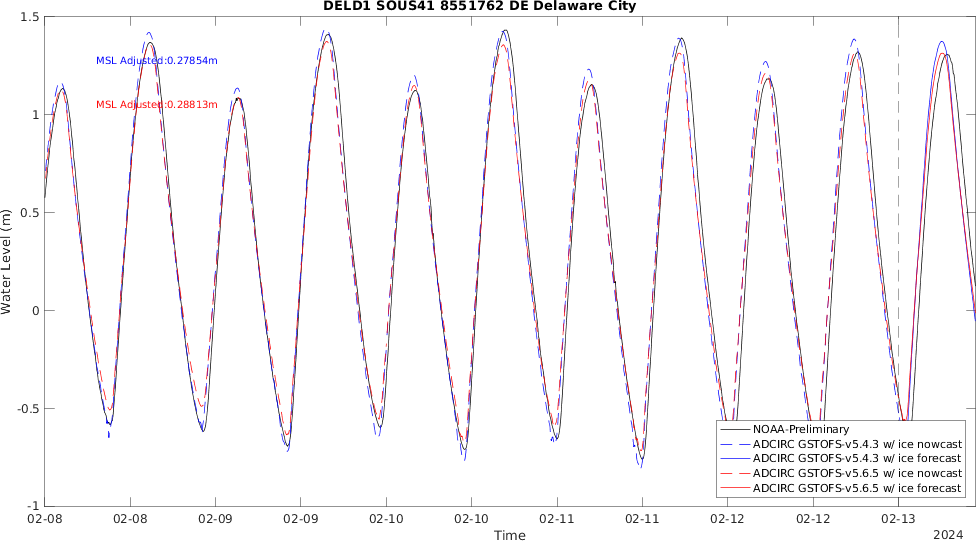 DELD1 SOUS41 8551762 DE Delaware City
1.5
MSL Adjusted:0.27854m
MSL Adjusted:0.28813m
1
0.5
Water Level (m)
0
-0.5
-1
NOAA-Preliminary
ADCIRC GSTOFS-v5.4.3 w/ ice nowcast
ADCIRC GSTOFS-v5.4.3 w/ ice forecast
ADCIRC GSTOFS-v5.6.5 w/ ice nowcast
ADCIRC GSTOFS-v5.6.5 w/ ice forecast
02-08 02-08 02-09 02-09 02-10 02-10 02-11 02-11 02-12 02-12 02-13
Time
2024